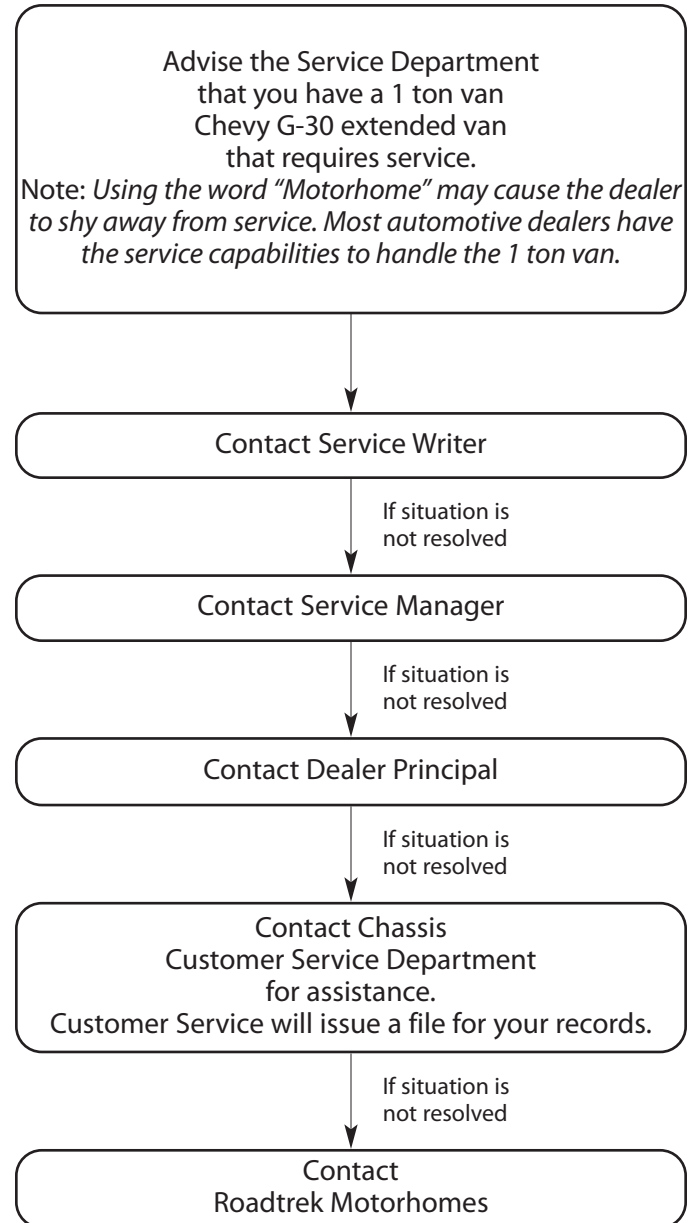 Advise the Service Department
that you have a 1 ton van
Chevy G-30 extended van
that requires service.
Note: Using the word “Motorhome” may cause the dealer
to shy away from service. Most automotive dealers have
the service capabilities to handle the 1 ton van.
Contact Service Writer
If situation is
not resolved
Contact Service Manager
If situation is
not resolved
Contact Dealer Principal
If situation is
not resolved
Contact Chassis
Customer Service Department
for assistance.
Customer Service will issue a file for your records.
If situation is
not resolved
Contact
Roadtrek Motorhomes